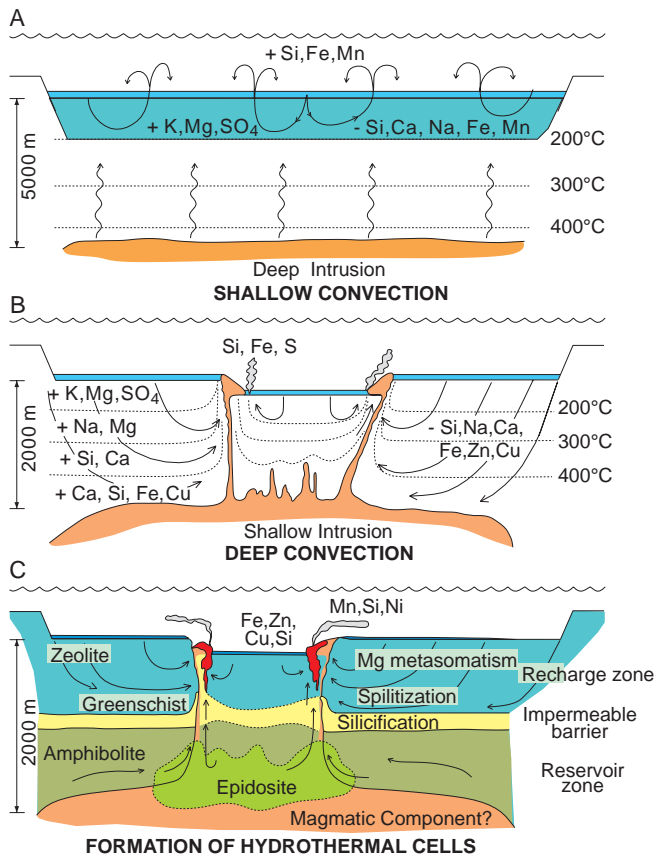 A
+ Si,Fe,Mn
+ K,Mg,SO4
- Si,Ca, Na, Fe, Mn
200°C
5000 m
300°C
400°C
Deep Intrusion
SHALLOW CONVECTION
B
Si, Fe, S
+ K,Mg,SO4
200°C
+ Na, Mg
- Si,Na,Ca,
Fe,Zn,Cu
2000 m
300°C
+ Si, Ca
400°C
+ Ca, Si, Fe,Cu
Shallow Intrusion
DEEP CONVECTION
C
Fe,Zn,
Cu,Si
Mn,Si,Ni
Zeolite
Mg metasomatism
Recharge zone
Greenschist
Spilitization
Silicification
Impermeable
barrier
2000 m
Amphibolite
Reservoir
zone
Epidosite
Magmatic Component?
FORMATION OF HYDROTHERMAL CELLS